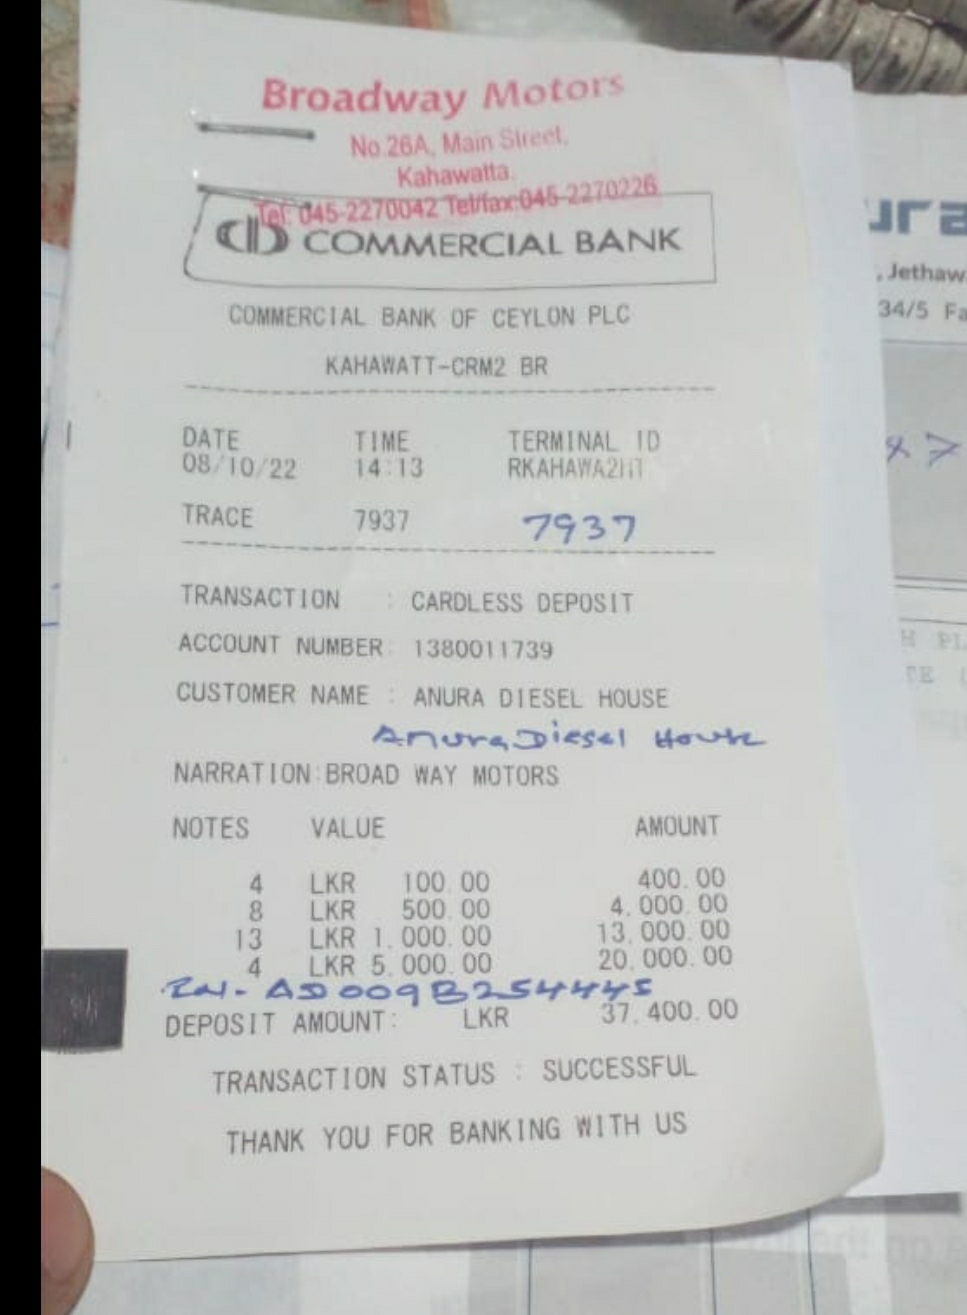 Broadway Motors
No.26A, Main Street,
Kahawatta.
Tel: 045-2270042 Tel/fax:045-2270226
COMMERCIAL BANK
COMMERCIAL BANK OF CEYLON PLC
KAHAWATT-CRM2 BR
DATE TIME TERMINAL ID
08/10/22 14:13
TRACE 7937 7937
TRANSACTION : CARDLESS DEPOSIT
ACCOUNT NUMBER: 1380011739
CUSTOMER NAME : ANURA DIESEL HOUSE
Anura Diesel House
NARRATION:BROAD WAY MOTORS
NOTES VALUE AMOUNT
4 LKR 100.00 400.00
8 LKR 500.00 4,000.00
13 LKR 1,000.00 13,000.00
4 LKR 5,000.00 20,000.00
AD009B254445
DEPOSIT AMOUNT: LKR 37,400.00
TRANSACTION STATUS : SUCCESSFUL
THANK YOU FOR BANKING WITH US
ura
, Jethaw
34/5 Fa